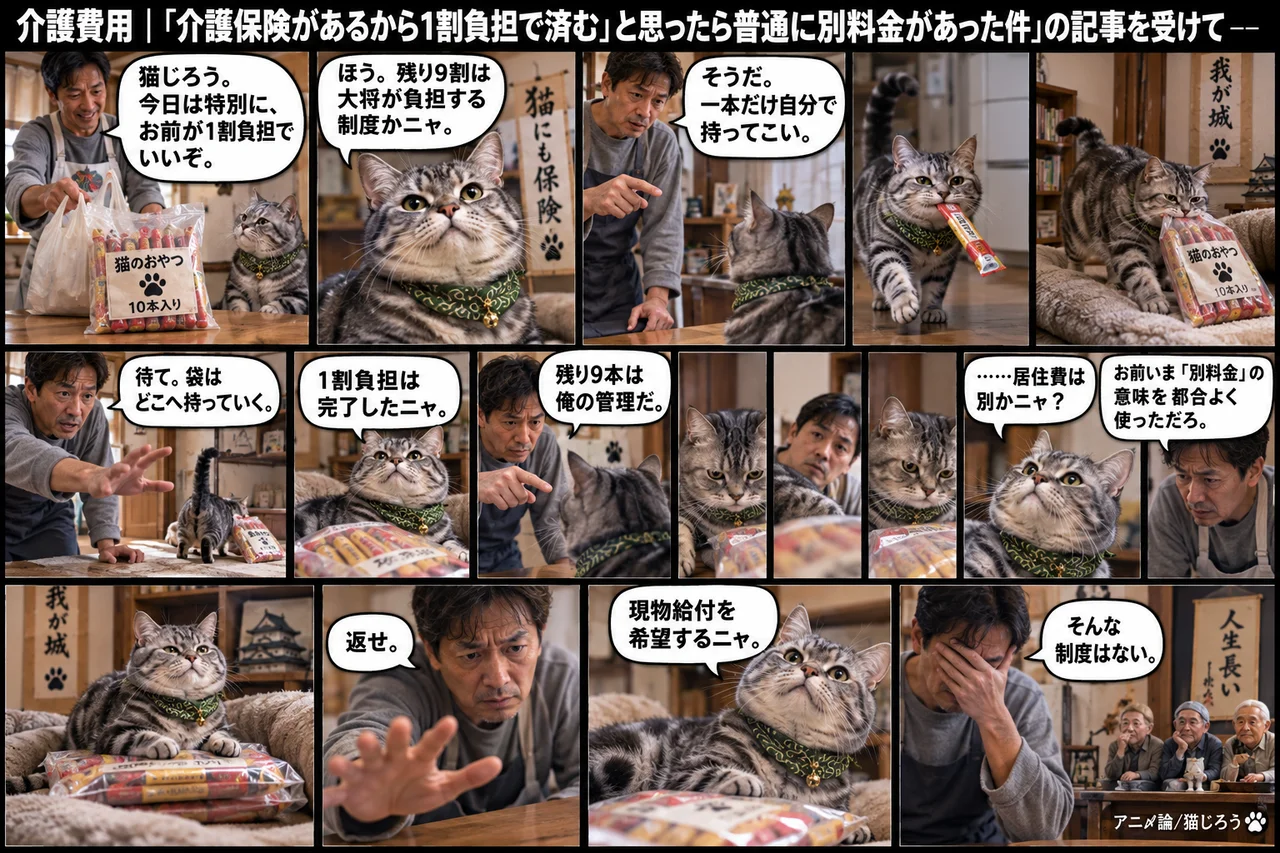 介護費用｜「介護保険があるから1割負担で済む」と思ったら普通に別料金があった件」の記事を受けて――
猫じろう。
今日は特別に、
お前が1割負担で
いいぞ。
猫のおやつ
10本入り
ほう。残り9割は
大将が負担する
制度かニャ。
猫にも保険
そうだ。
一本だけ自分で
持ってこい。
我が城
猫のおやつ
10本入り
待て。袋は
どこへ持っていく。
1割負担は
完了したニャ。
残り9本は
俺の管理だ。
……居住費は
別かニャ？
お前いま「別料金」の
意味を都合よく
使っただろ。
我が城
返せ。
現物給付を
希望するニャ。
そんな
制度はない。
人生長い
アニ〆論/猫じろう